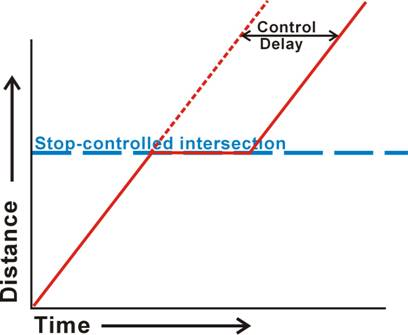 Control
Delay
Stop-controlled intersection
Distance
Time